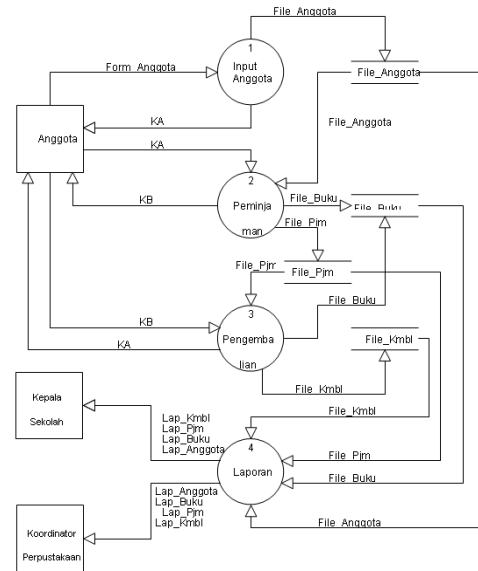 File_Anggota
1
Input
Anggota
Form_Anggota
File_Anggota
KA
Anggota
KA
File_Anggota
2
Peminja
man
KB
File_Buku
File_Buku
File_Pjm
File_Pjm
File_Pjm
File_Buku
3
Pengemba
lian
KB
KA
File_Kmbl
File_Kmbl
File_Kmbl
Kepala
Sekolah
Lap_Kmbl
Lap_Pjm
Lap_Buku
Lap_Anggota
4
Laporan
File_Pjm
File_Buku
Lap_Anggota
Lap_Buku
Lap_Pjm
Lap_Kmbl
File_Anggota
Koordinator
Perpustakaan